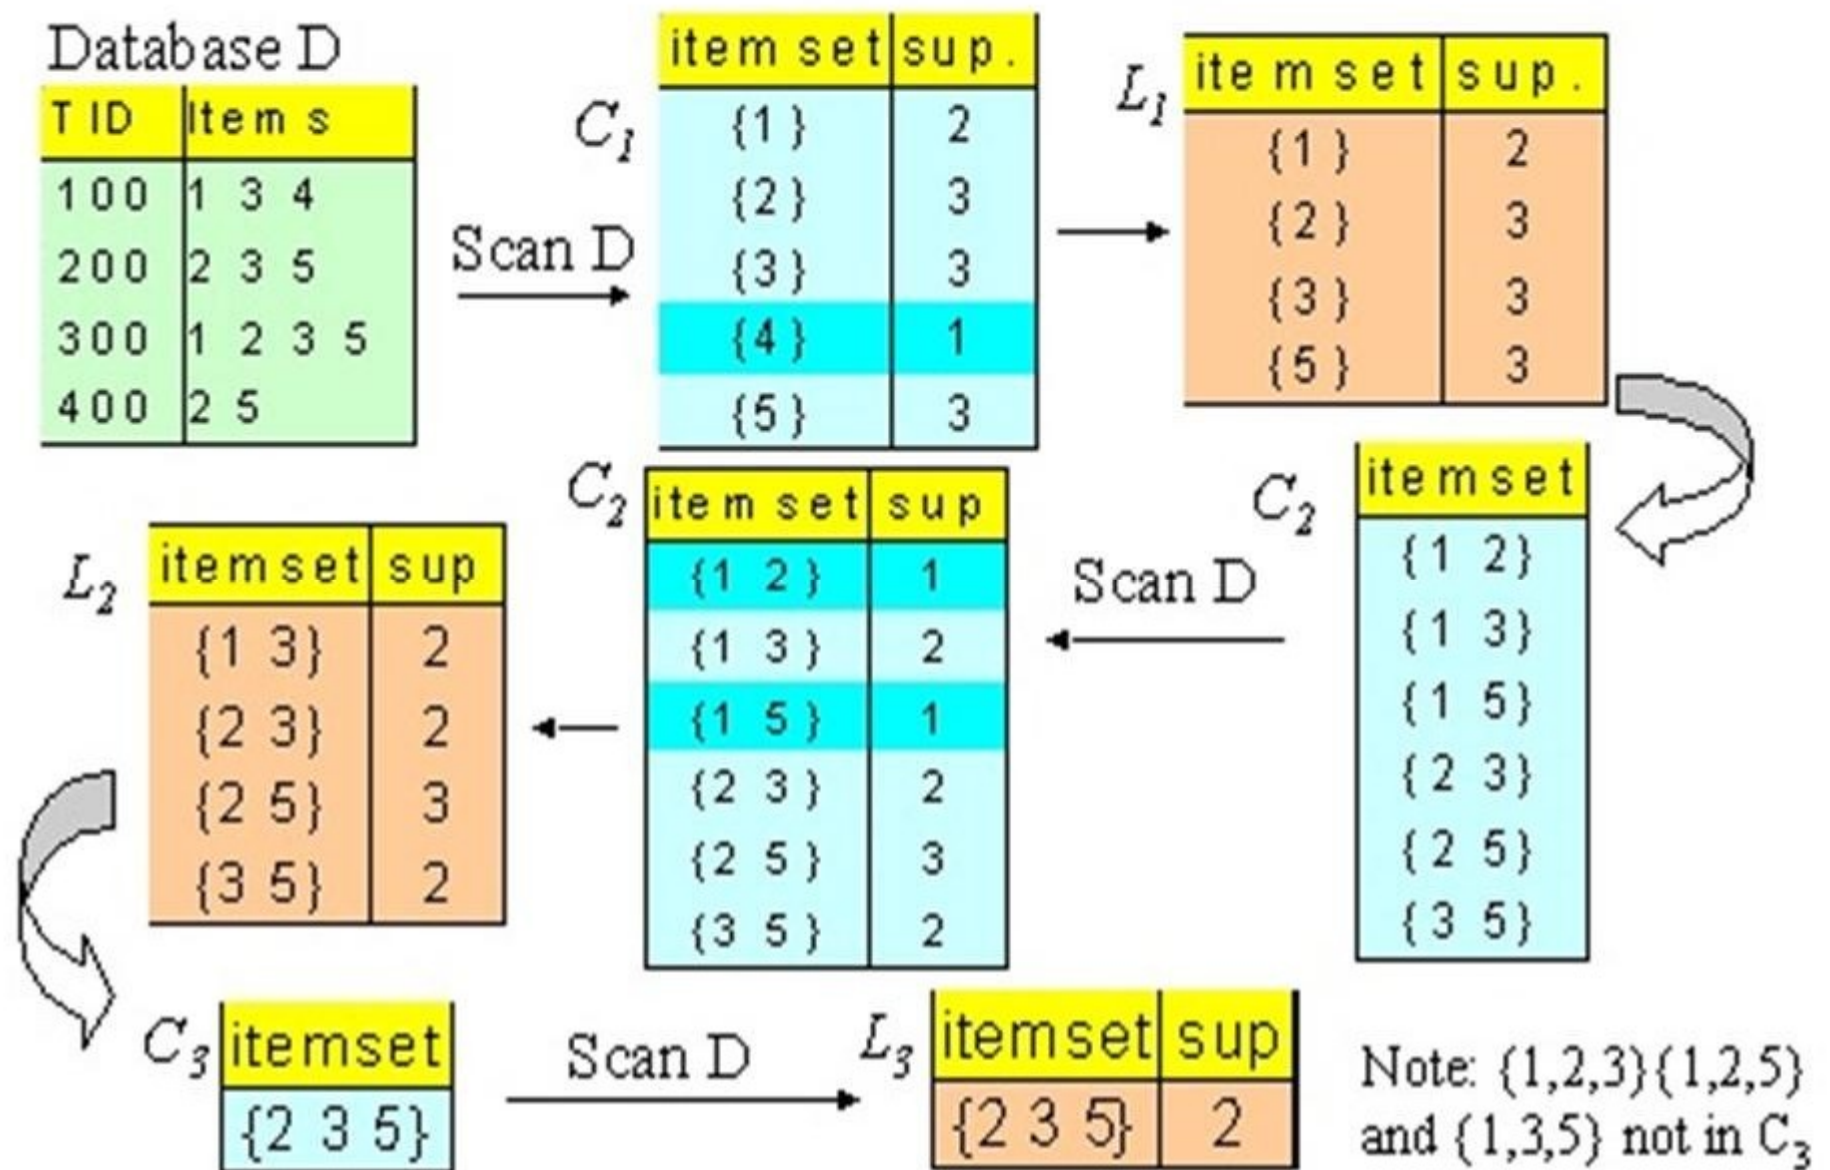 Database D
TID Items
100 1 3 4
200 2 3 5
300 1 2 3 5
400 2 5
Scan D
C1
itemset sup.
{1} 2
{2} 3
{3} 3
{4} 1
{5} 3
L1
itemset sup.
{1} 2
{2} 3
{3} 3
{5} 3
C2
itemset
{1 2}
{1 3}
{1 5}
{2 3}
{2 5}
{3 5}
Scan D
C2
itemset sup
{1 2} 1
{1 3} 2
{1 5} 1
{2 3} 2
{2 5} 3
{3 5} 2
L2
itemset sup
{1 3} 2
{2 3} 2
{2 5} 3
{3 5} 2
C3
itemset
{2 3 5}
Scan D
L3
itemset sup
{2 3 5} 2
Note: {1,2,3}{1,2,5}
and {1,3,5} not in C3